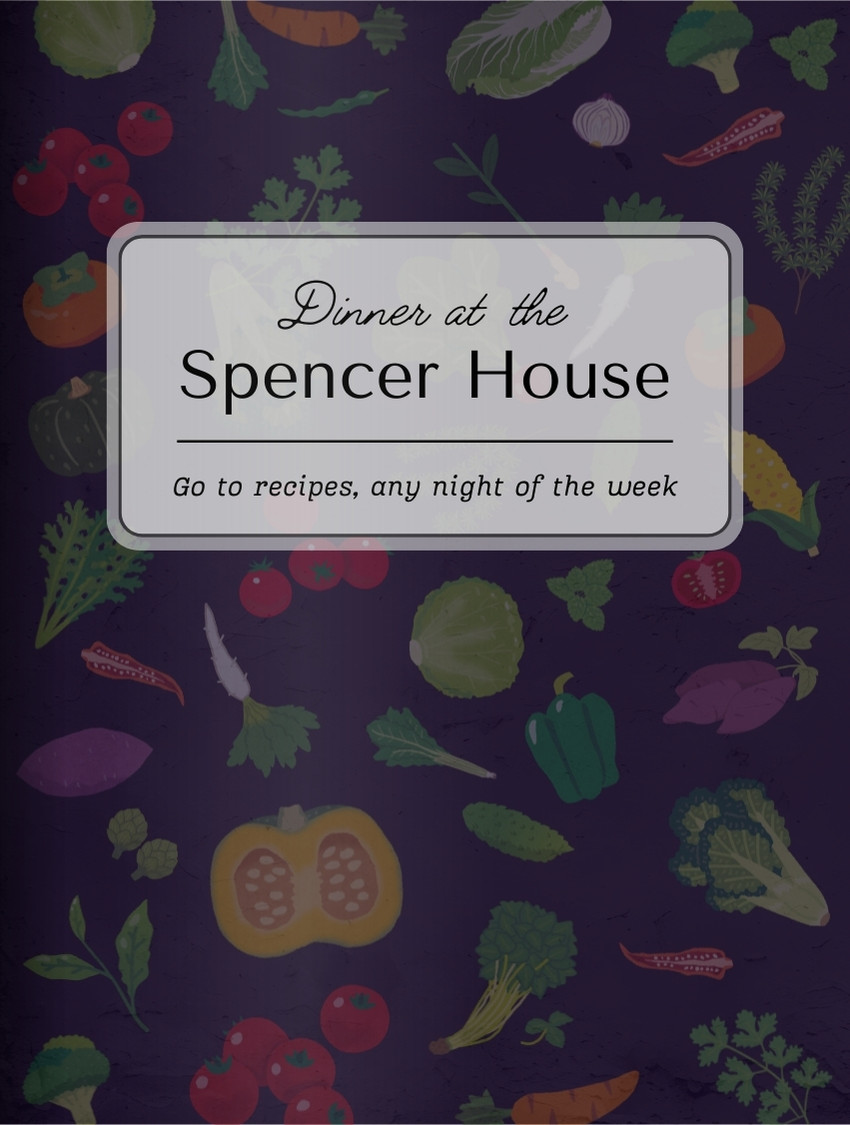 Dinner at the
Spencer House
Go to recipes, any night of the week